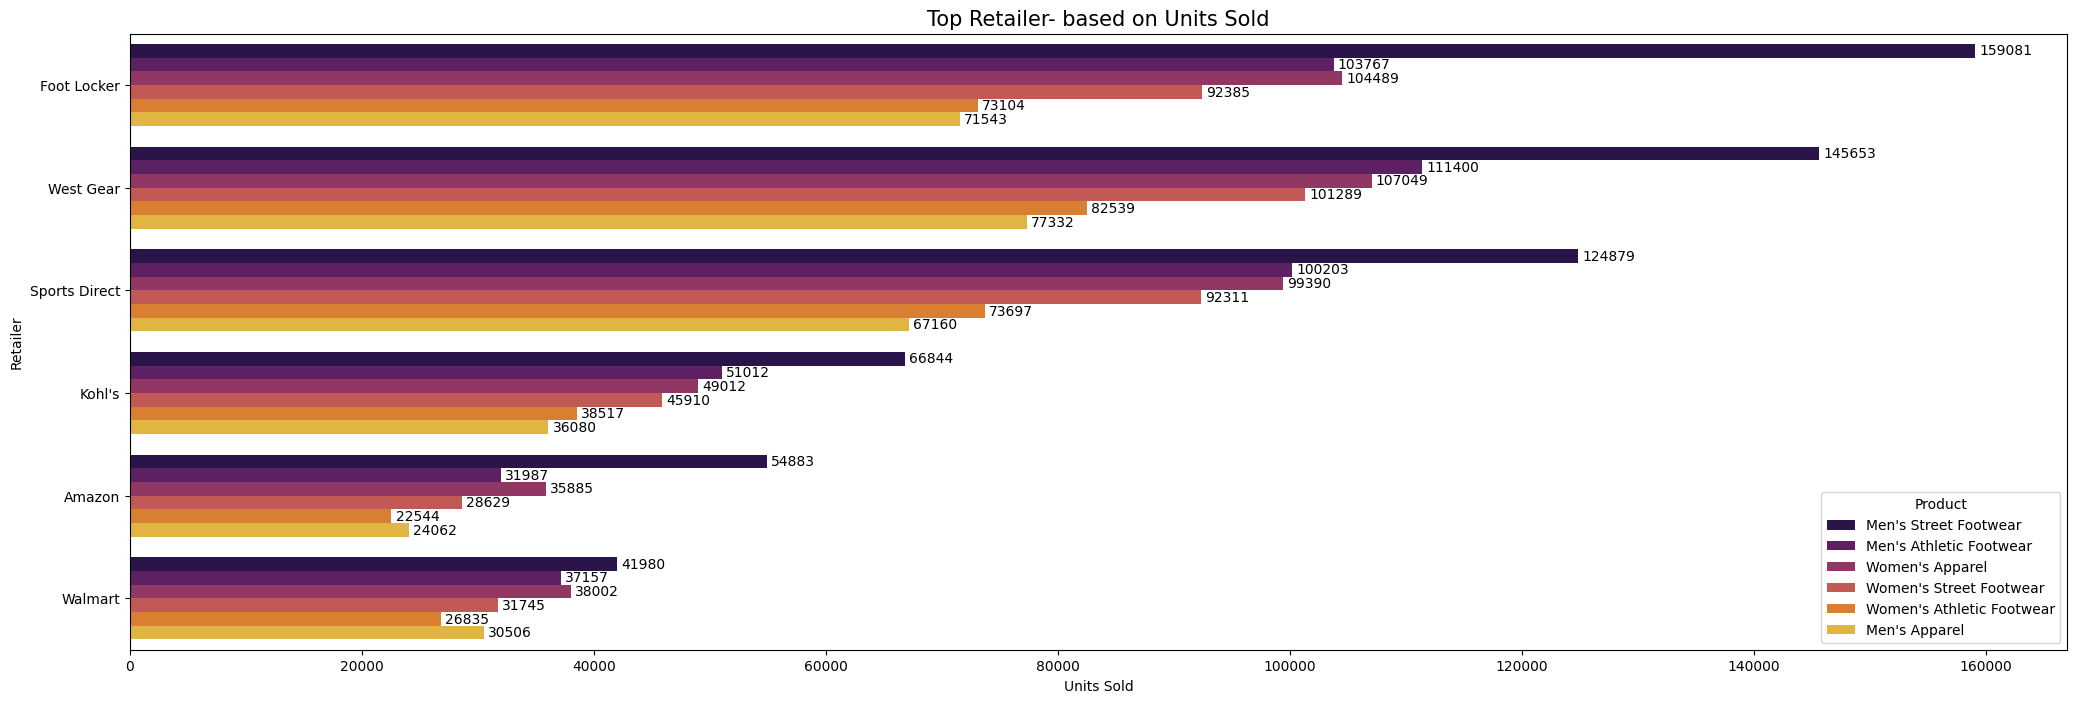 Top Retailer- based on Units Sold
Retailer
Foot Locker
159081
103767
104489
92385
73104
71543
West Gear
145653
111400
107049
101289
82539
77332
Sports Direct
124879
100203
99390
92311
73697
67160
Kohl's
66844
51012
49012
45910
38517
36080
Amazon
54883
31987
35885
28629
22544
24062
Walmart
41980
37157
38002
31745
26835
30506
Product
Men's Street Footwear
Men's Athletic Footwear
Women's Apparel
Women's Street Footwear
Women's Athletic Footwear
Men's Apparel
0 20000 40000 60000 80000 100000 120000 140000 160000
Units Sold